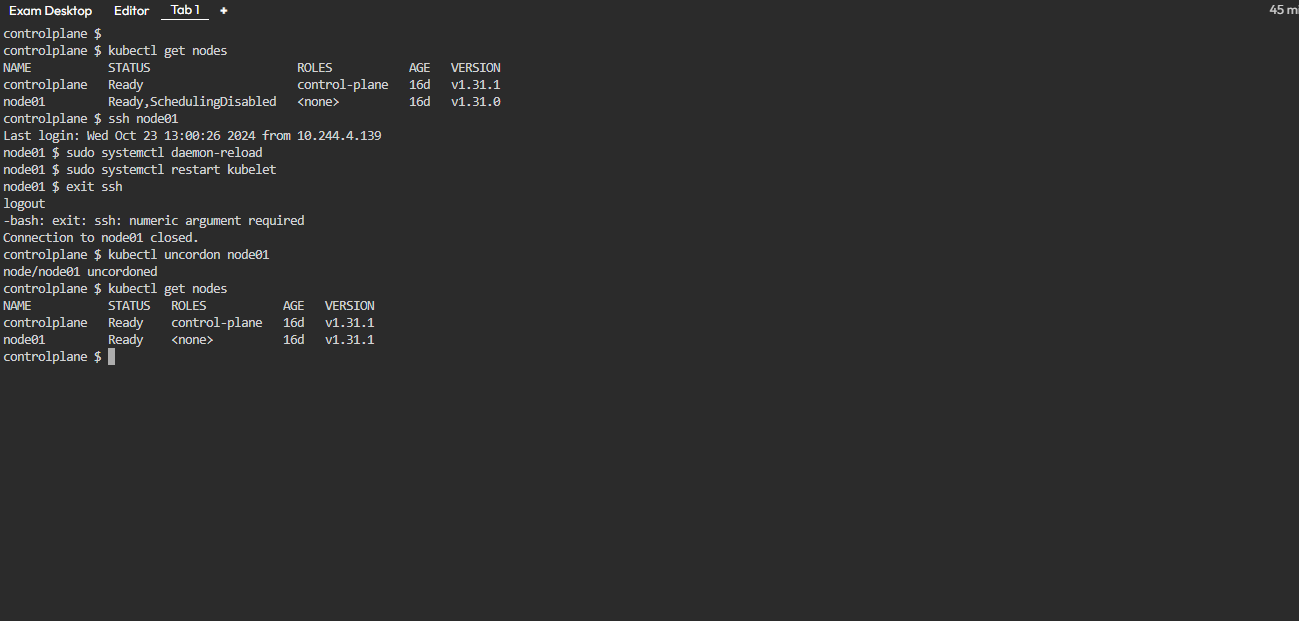 Exam Desktop Editor Tab 1 + 45 mi
controlplane $
controlplane $ kubectl get nodes
NAME STATUS ROLES AGE VERSION
controlplane Ready control-plane 16d v1.31.1
node01 Ready,SchedulingDisabled <none> 16d v1.31.0
controlplane $ ssh node01
Last login: Wed Oct 23 13:00:26 2024 from 10.244.4.139
node01 $ sudo systemctl daemon-reload
node01 $ sudo systemctl restart kubelet
node01 $ exit ssh
logout
-bash: exit: ssh: numeric argument required
Connection to node01 closed.
controlplane $ kubectl uncordon node01
node/node01 uncordoned
controlplane $ kubectl get nodes
NAME STATUS ROLES AGE VERSION
controlplane Ready control-plane 16d v1.31.1
node01 Ready <none> 16d v1.31.1
controlplane $